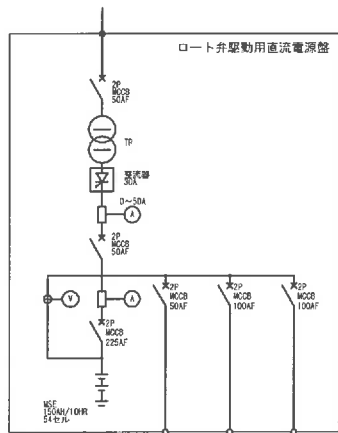 ロート弁駆動用直流電源盤
2P
MCCB
50AF
TR
整流器
30A
0～50A
A
2P
MCCB
50AF
V
A
2P
MCCB
225AF
2P
MCCB
50AF
2P
MCCB
100AF
2P
MCCB
100AF
MSE
150AH/10HR
54セル